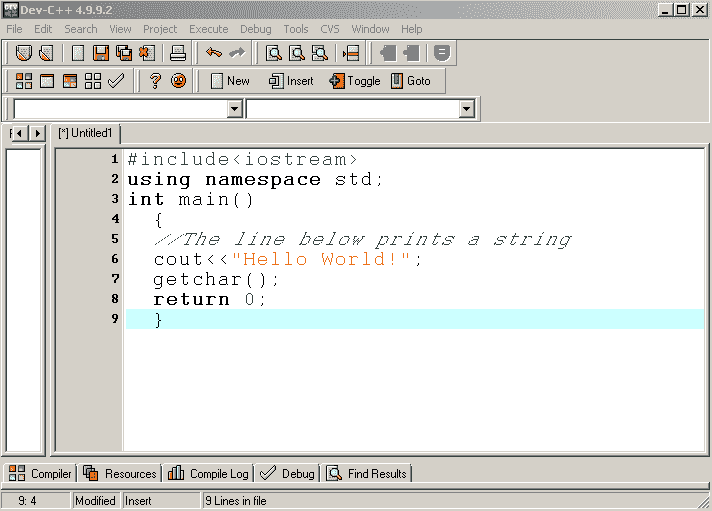 Dev-C++ 4.9.9.2
File Edit Search View Project Execute Debug Tools CVS Window Help
New Insert Toggle Goto
[*] Untitled1
1 #include<iostream>
2 using namespace std;
3 int main()
4 {
5 //The line below prints a string
6 cout<<"Hello World!";
7 getchar();
8 return 0;
9 }
Compiler Resources Compile Log Debug Find Results
9: 4 Modified Insert 9 Lines in file